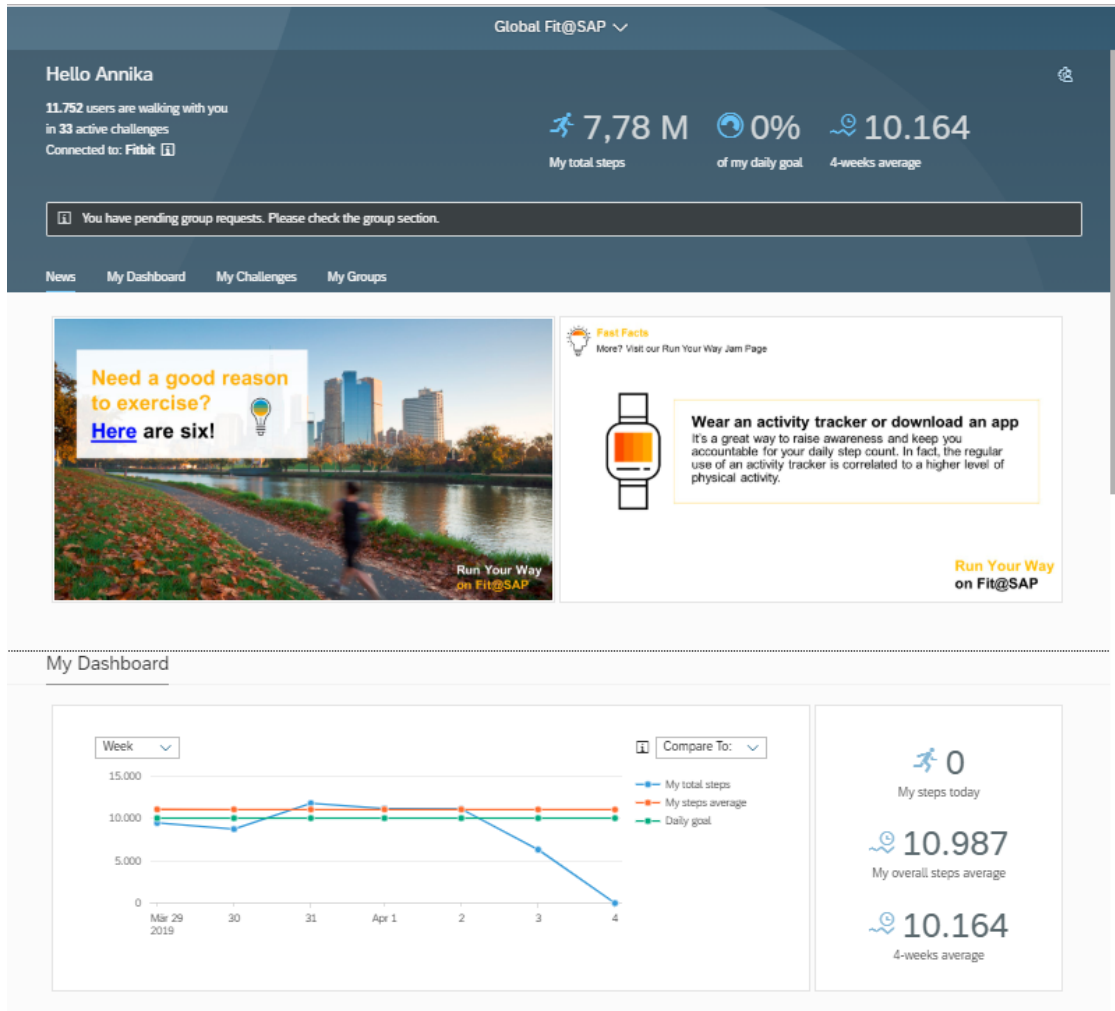 Global Fit@SAP
Hello Annika
11.752 users are walking with you
in 33 active challenges
Connected to: Fitbit
7,78 M
My total steps
0%
of my daily goal
10.164
4-weeks average
You have pending group requests. Please check the group section.
News My Dashboard My Challenges My Groups
Need a good reason
to exercise?
Here are six!
Run Your Way
on Fit@SAP
Fast Facts
More? Visit our Run Your Way Jam Page
Wear an activity tracker or download an app
It's a great way to raise awareness and keep you
accountable for your daily step count. In fact, the regular
use of an activity tracker is correlated to a higher level of
physical activity.
Run Your Way
on Fit@SAP
My Dashboard
Week
Compare To:
15.000
10.000
5.000
0
Mär 29 30 31 Apr 1 2 3 4
2019
My total steps
My steps average
Daily goal
0
My steps today
10.987
My overall steps average
10.164
4-weeks average